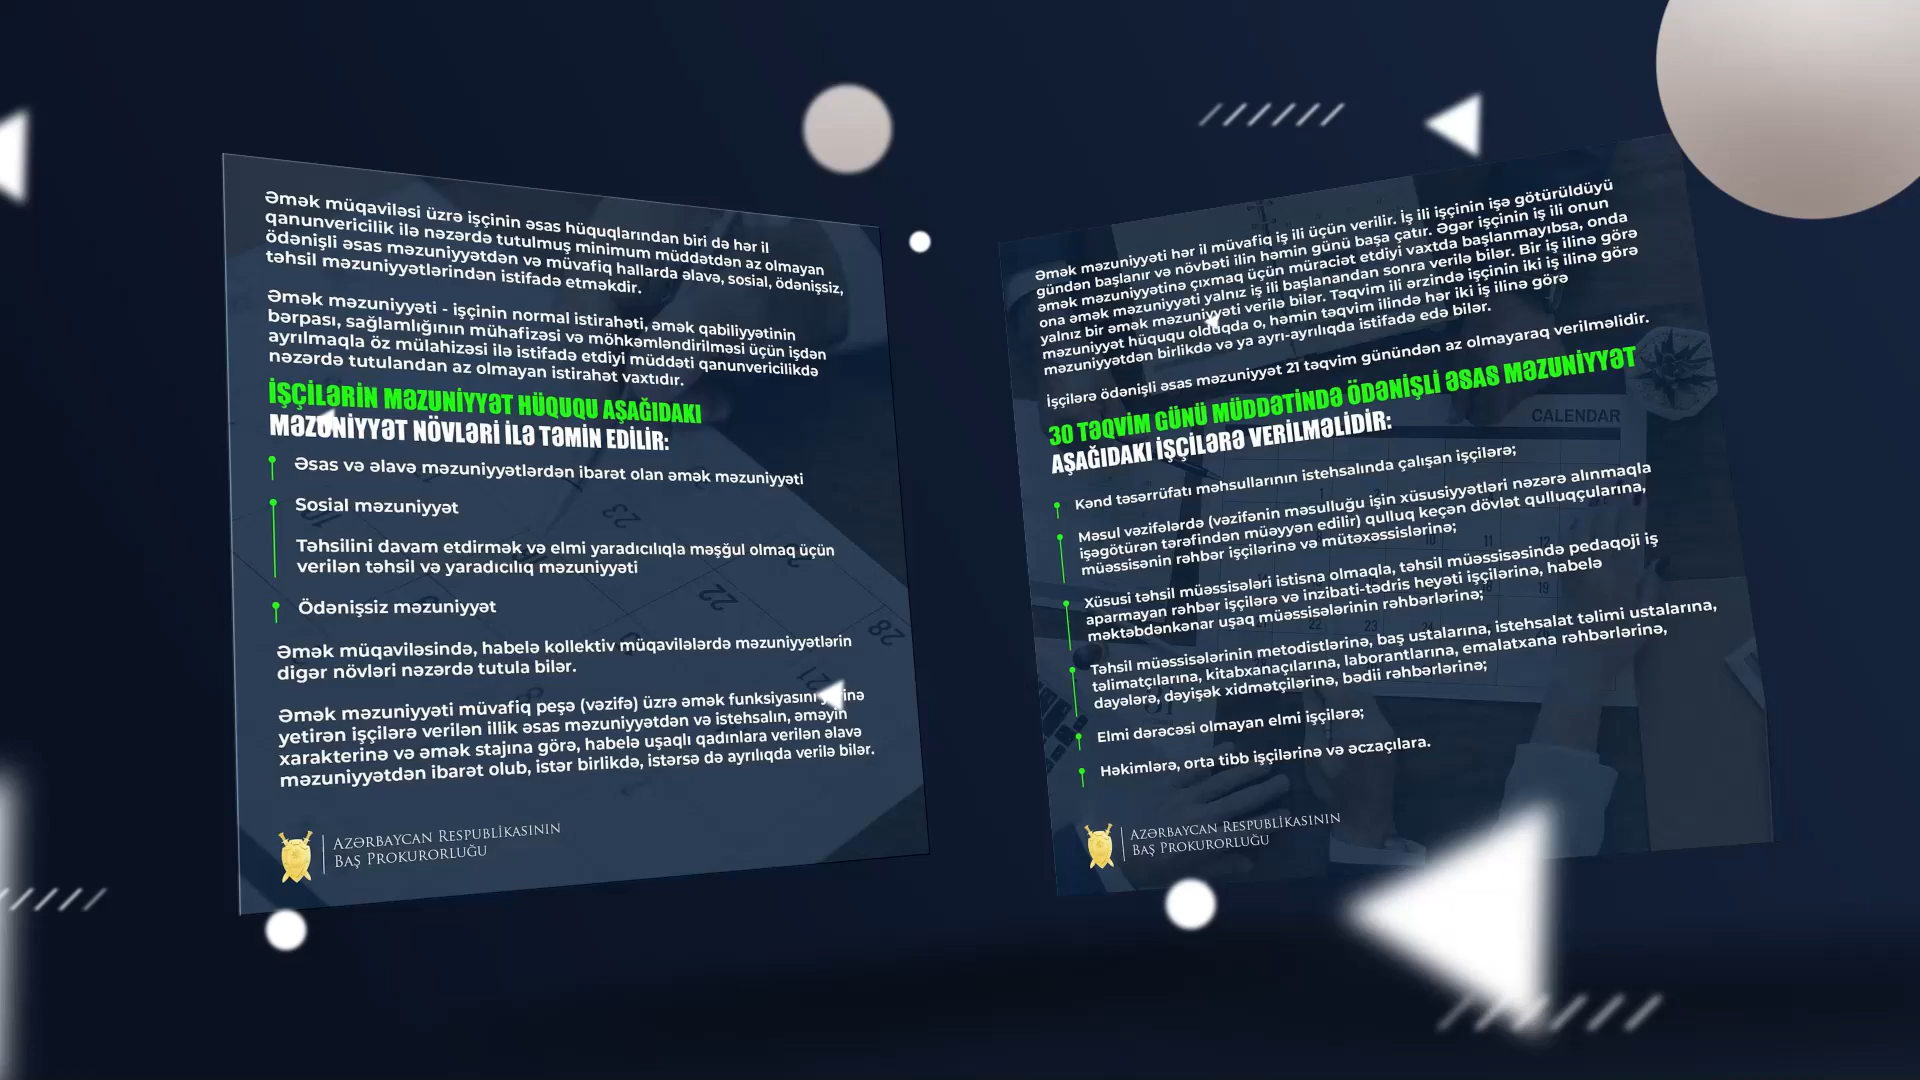 Əmək müqaviləsi üzrə işçinin əsas hüquqlarından biri də hər il
qanunvericilik ilə nəzərdə tutulmuş minimum müddətdən az olmayan
ödənişli əsas məzuniyyətdən və müvafiq hallarda əlavə, sosial, ödənişsiz,
təhsil məzuniyyətlərindən istifadə etməkdir.
Əmək məzuniyyəti - işçinin normal istirahəti, əmək qabiliyyətinin
bərpası, sağlamlığının mühafizəsi və möhkəmləndirilməsi üçün işdən
ayrılmaqla öz mülahizəsi ilə istifadə etdiyi müddəti qanunvericilikdə
nəzərdə tutulandan az olmayan istirahət vaxtıdır.
İŞÇİLƏRİN MƏZUNİYYƏT HÜQUQU AŞAĞIDAKI
MƏZUNİYYƏT NÖVLƏRİ İLƏ TƏMİN EDİLİR:
Əsas və əlavə məzuniyyətlərdən ibarət olan əmək məzuniyyəti
Sosial məzuniyyət
Təhsilini davam etdirmək və elmi yaradıcılıqla məşğul olmaq üçün
verilən təhsil və yaradıcılıq məzuniyyəti
Ödənişsiz məzuniyyət
Əmək müqaviləsində, habelə kollektiv müqavilələrdə məzuniyyətlərin
digər növləri nəzərdə tutula bilər.
Əmək məzuniyyəti müvafiq peşə (vəzifə) üzrə əmək funksiyasını yerinə
yetirən işçilərə verilən illik əsas məzuniyyətdən və istehsalın, əməyin
xarakterinə və əmək stajına görə, habelə uşaqlı qadınlara verilən əlavə
məzuniyyətdən ibarət olub, istər birlikdə, istərsə də ayrılıqda verilə bilər.
AZƏRBAYCAN RESPUBLİKASININ
BAŞ PROKURORLUĞU
Əmək məzuniyyəti hər il müvafiq iş ili üçün verilir. İş ili işçinin işə götürüldüyü
gündən başlanır və növbəti ilin həmin günü başa çatır. Əgər işçinin iş ili onun
əmək məzuniyyətinə çıxmaq üçün müraciət etdiyi vaxtda başlanmayıbsa, onda
ona əmək məzuniyyəti yalnız iş ili başlanandan sonra verilə bilər. Bir iş ilinə görə
yalnız bir əmək məzuniyyəti verilə bilər. Təqvim ili ərzində işçinin iki iş ilinə görə
məzuniyyət hüququ olduqda o, həmin təqvim ilində hər iki iş ilinə görə
məzuniyyətdən birlikdə və ya ayrı-ayrılıqda istifadə edə bilər.
İşçilərə ödənişli əsas məzuniyyət 21 təqvim günündən az olmayaraq verilməlidir.
30 TƏQVİM GÜNÜ MÜDDƏTİNDƏ ÖDƏNİŞLİ ƏSAS MƏZUNİYYƏT
AŞAĞIDAKI İŞÇİLƏRƏ VERİLMƏLİDİR:
CALENDAR
Kənd təsərrüfatı məhsullarının istehsalında çalışan işçilərə;
Məsul vəzifələrdə (vəzifənin məsulluğu işin xüsusiyyətləri nəzərə alınmaqla
işəgötürən tərəfindən müəyyən edilir) qulluq keçən dövlət qulluqçularına,
müəssisənin rəhbər işçilərinə və mütəxəssislərinə;
Xüsusi təhsil müəssisələri istisna olmaqla, təhsil müəssisəsində pedaqoji iş
aparmayan rəhbər işçilərə və inzibati-tədris heyəti işçilərinə, habelə
məktəbdənkənar uşaq müəssisələrinin rəhbərlərinə;
Təhsil müəssisələrinin metodistlərinə, baş ustalarına, istehsalat təlimi ustalarına,
təlimatçılarına, kitabxanaçılarına, laborantlarına, emalatxana rəhbərlərinə,
dayələrə, dəyişək xidmətçilərinə, bədii rəhbərlərinə;
Elmi dərəcəsi olmayan elmi işçilərə;
Həkimlərə, orta tibb işçilərinə və əczaçılara.
AZƏRBAYCAN RESPUBLİKASININ
BAŞ PROKURORLUĞU